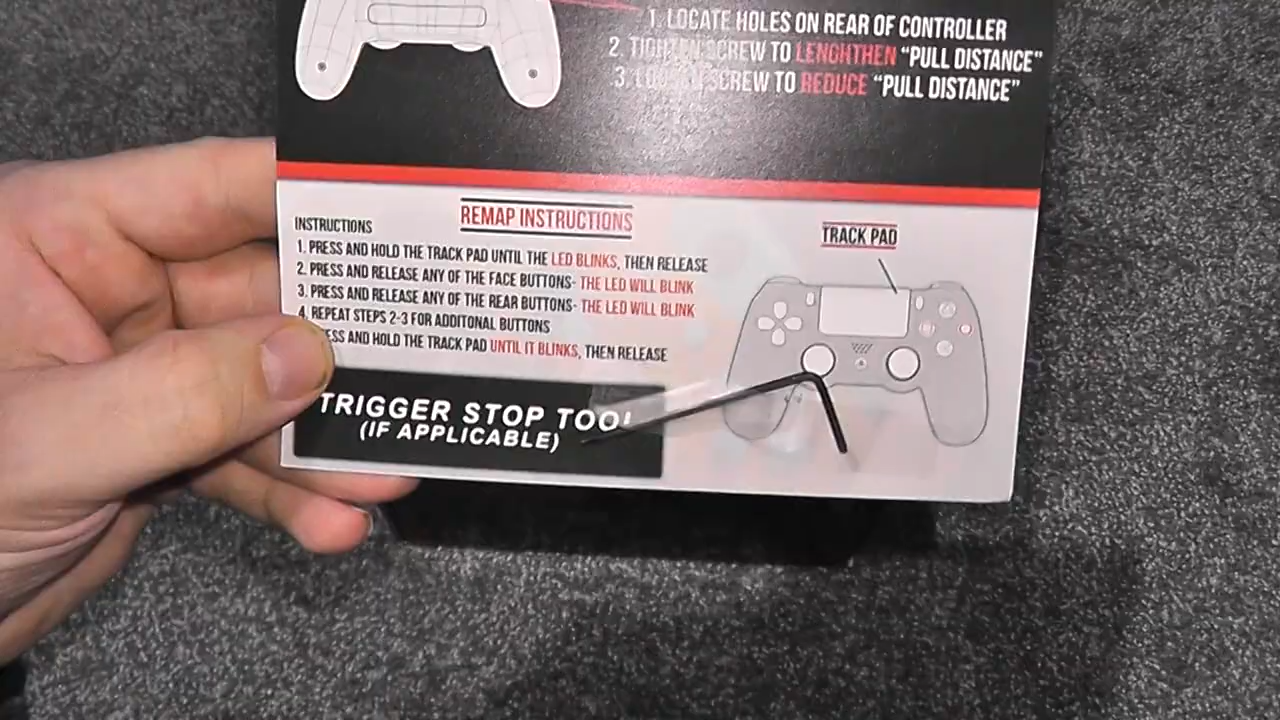 1. LOCATE HOLES ON REAR OF CONTROLLER
2. TIGHTEN SCREW TO LENGHTHEN "PULL DISTANCE"
3. SCREW TO REDUCE "PULL DISTANCE"
REMAP INSTRUCTIONS
INSTRUCTIONS
1. PRESS AND HOLD THE TRACK PAD UNTIL THE LED BLINKS, THEN RELEASE
2. PRESS AND RELEASE ANY OF THE FACE BUTTONS- THE LED WILL BLINK
3. PRESS AND RELEASE ANY OF THE REAR BUTTONS- THE LED WILL BLINK
4. REPEAT STEPS 2-3 FOR ADDITONAL BUTTONS
ESS AND HOLD THE TRACK PAD UNTIL IT BLINKS, THEN RELEASE
TRACK PAD
TRIGGER STOP TOOL
(IF APPLICABLE)